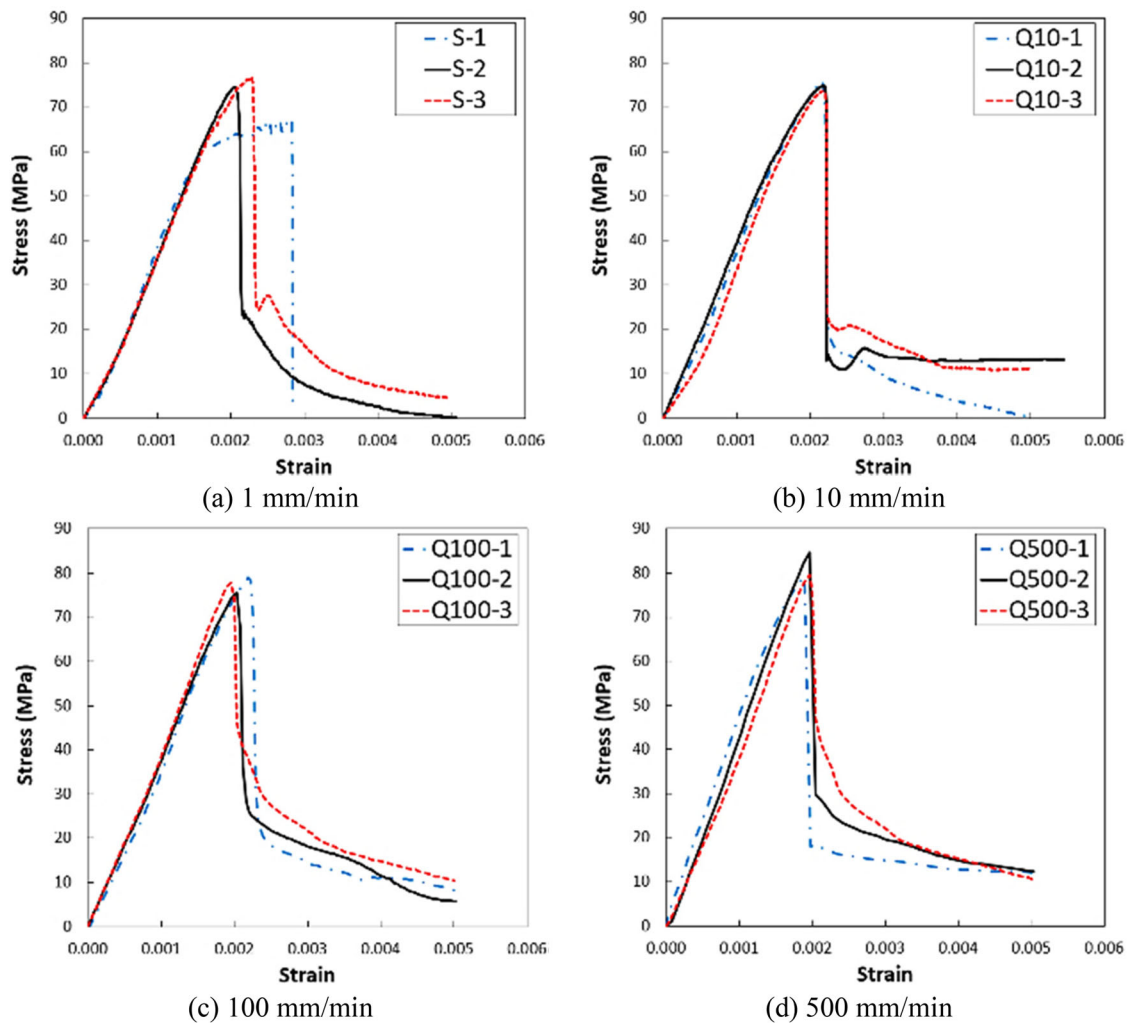 90
80
70
60
50
40
30
20
10
0
Stress (MPa)
S-1
S-2
S-3
0.000 0.001 0.002 0.003 0.004 0.005 0.006
Strain
(a) 1 mm/min
90
80
70
60
50
40
30
20
10
0
Stress (MPa)
Q10-1
Q10-2
Q10-3
0.000 0.001 0.002 0.003 0.004 0.005 0.006
Strain
(b) 10 mm/min
90
80
70
60
50
40
30
20
10
0
Stress (MPa)
Q100-1
Q100-2
Q100-3
0.000 0.001 0.002 0.003 0.004 0.005 0.006
Strain
(c) 100 mm/min
90
80
70
60
50
40
30
20
10
0
Stress (MPa)
Q500-1
Q500-2
Q500-3
0.000 0.001 0.002 0.003 0.004 0.005 0.006
Strain
(d) 500 mm/min